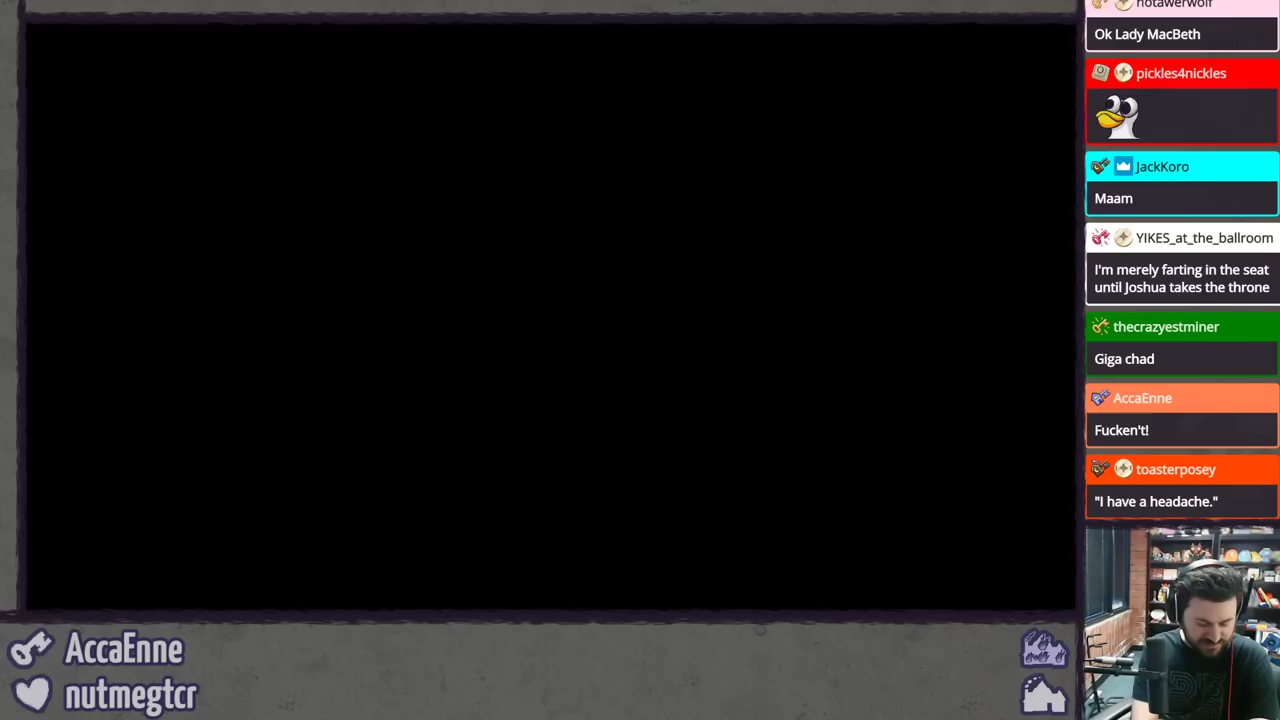 notawerwolf
Ok Lady MacBeth
pickles4nickles
JackKoro
Maam
YIKES_at_the_ballroom
I'm merely farting in the seat
until Joshua takes the throne
thecrazyestminer
Giga chad
AccaEnne
Fucken't!
toasterposey
"I have a headache."
AccaEnne
nutmegtcr